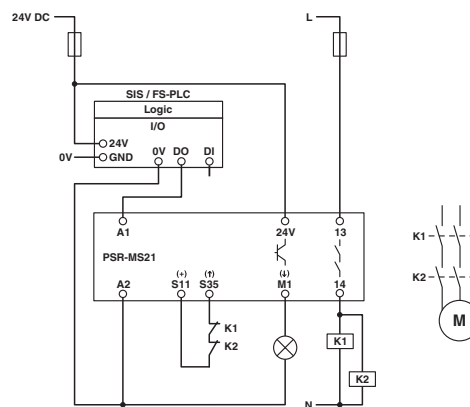 24V DC
L
SIS / FS-PLC
Logic
I/O
24V
0V GND
0V DO DI
A1 24V 13
PSR-MS21
(+) (↑) (↓)
A2 S11 S35 M1 14
K1
K2
K1
K2
N
K1
K2
M